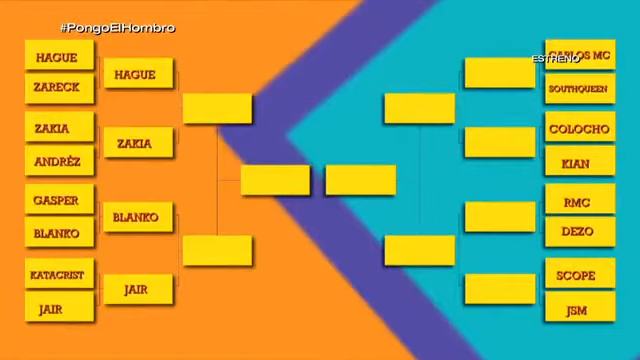 #PongoElHombro
ESTRENO
HAGUE
ZARECK
ZAKIA
ANDRÉZ
GASPER
BLANKO
KATACRIST
JAIR
HAGUE
ZAKIA
BLANKO
JAIR
CARLOS MC
SOUTHQUEEN
COLOCHO
KIAN
RMC
DEZO
SCOPE
JSM